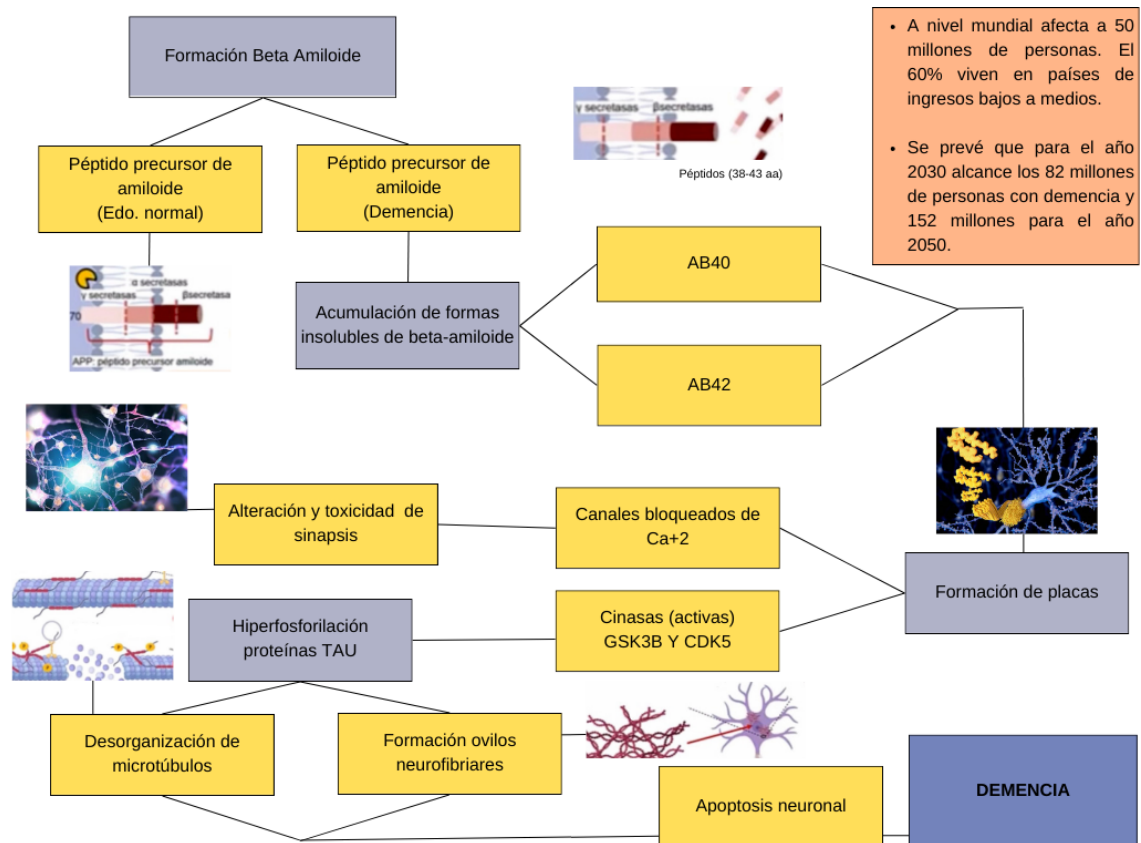 Formación Beta Amiloide
Péptido precursor de
amiloide
(Edo. normal)
Péptido precursor de
amiloide
(Demencia)
γ secretasas
βsecretasas
Péptidos (38-43 aa)
• A nivel mundial afecta a 50
millones de personas. El
60% viven en países de
ingresos bajos a medios.
• Se prevé que para el año
2030 alcance los 82 millones
de personas con demencia y
152 millones para el año
2050.
α secretasas
γ secretasas
βsecretasa
70
APP: péptido precursor amiloide
Acumulación de formas
insolubles de beta-amiloide
AB40
AB42
Alteración y toxicidad de
sinapsis
Canales bloqueados de
Ca+2
Formación de placas
Cinasas (activas)
GSK3B Y CDK5
Hiperfosforilación
proteínas TAU
Desorganización de
microtúbulos
Formación ovilos
neurofibriares
Apoptosis neuronal
DEMENCIA